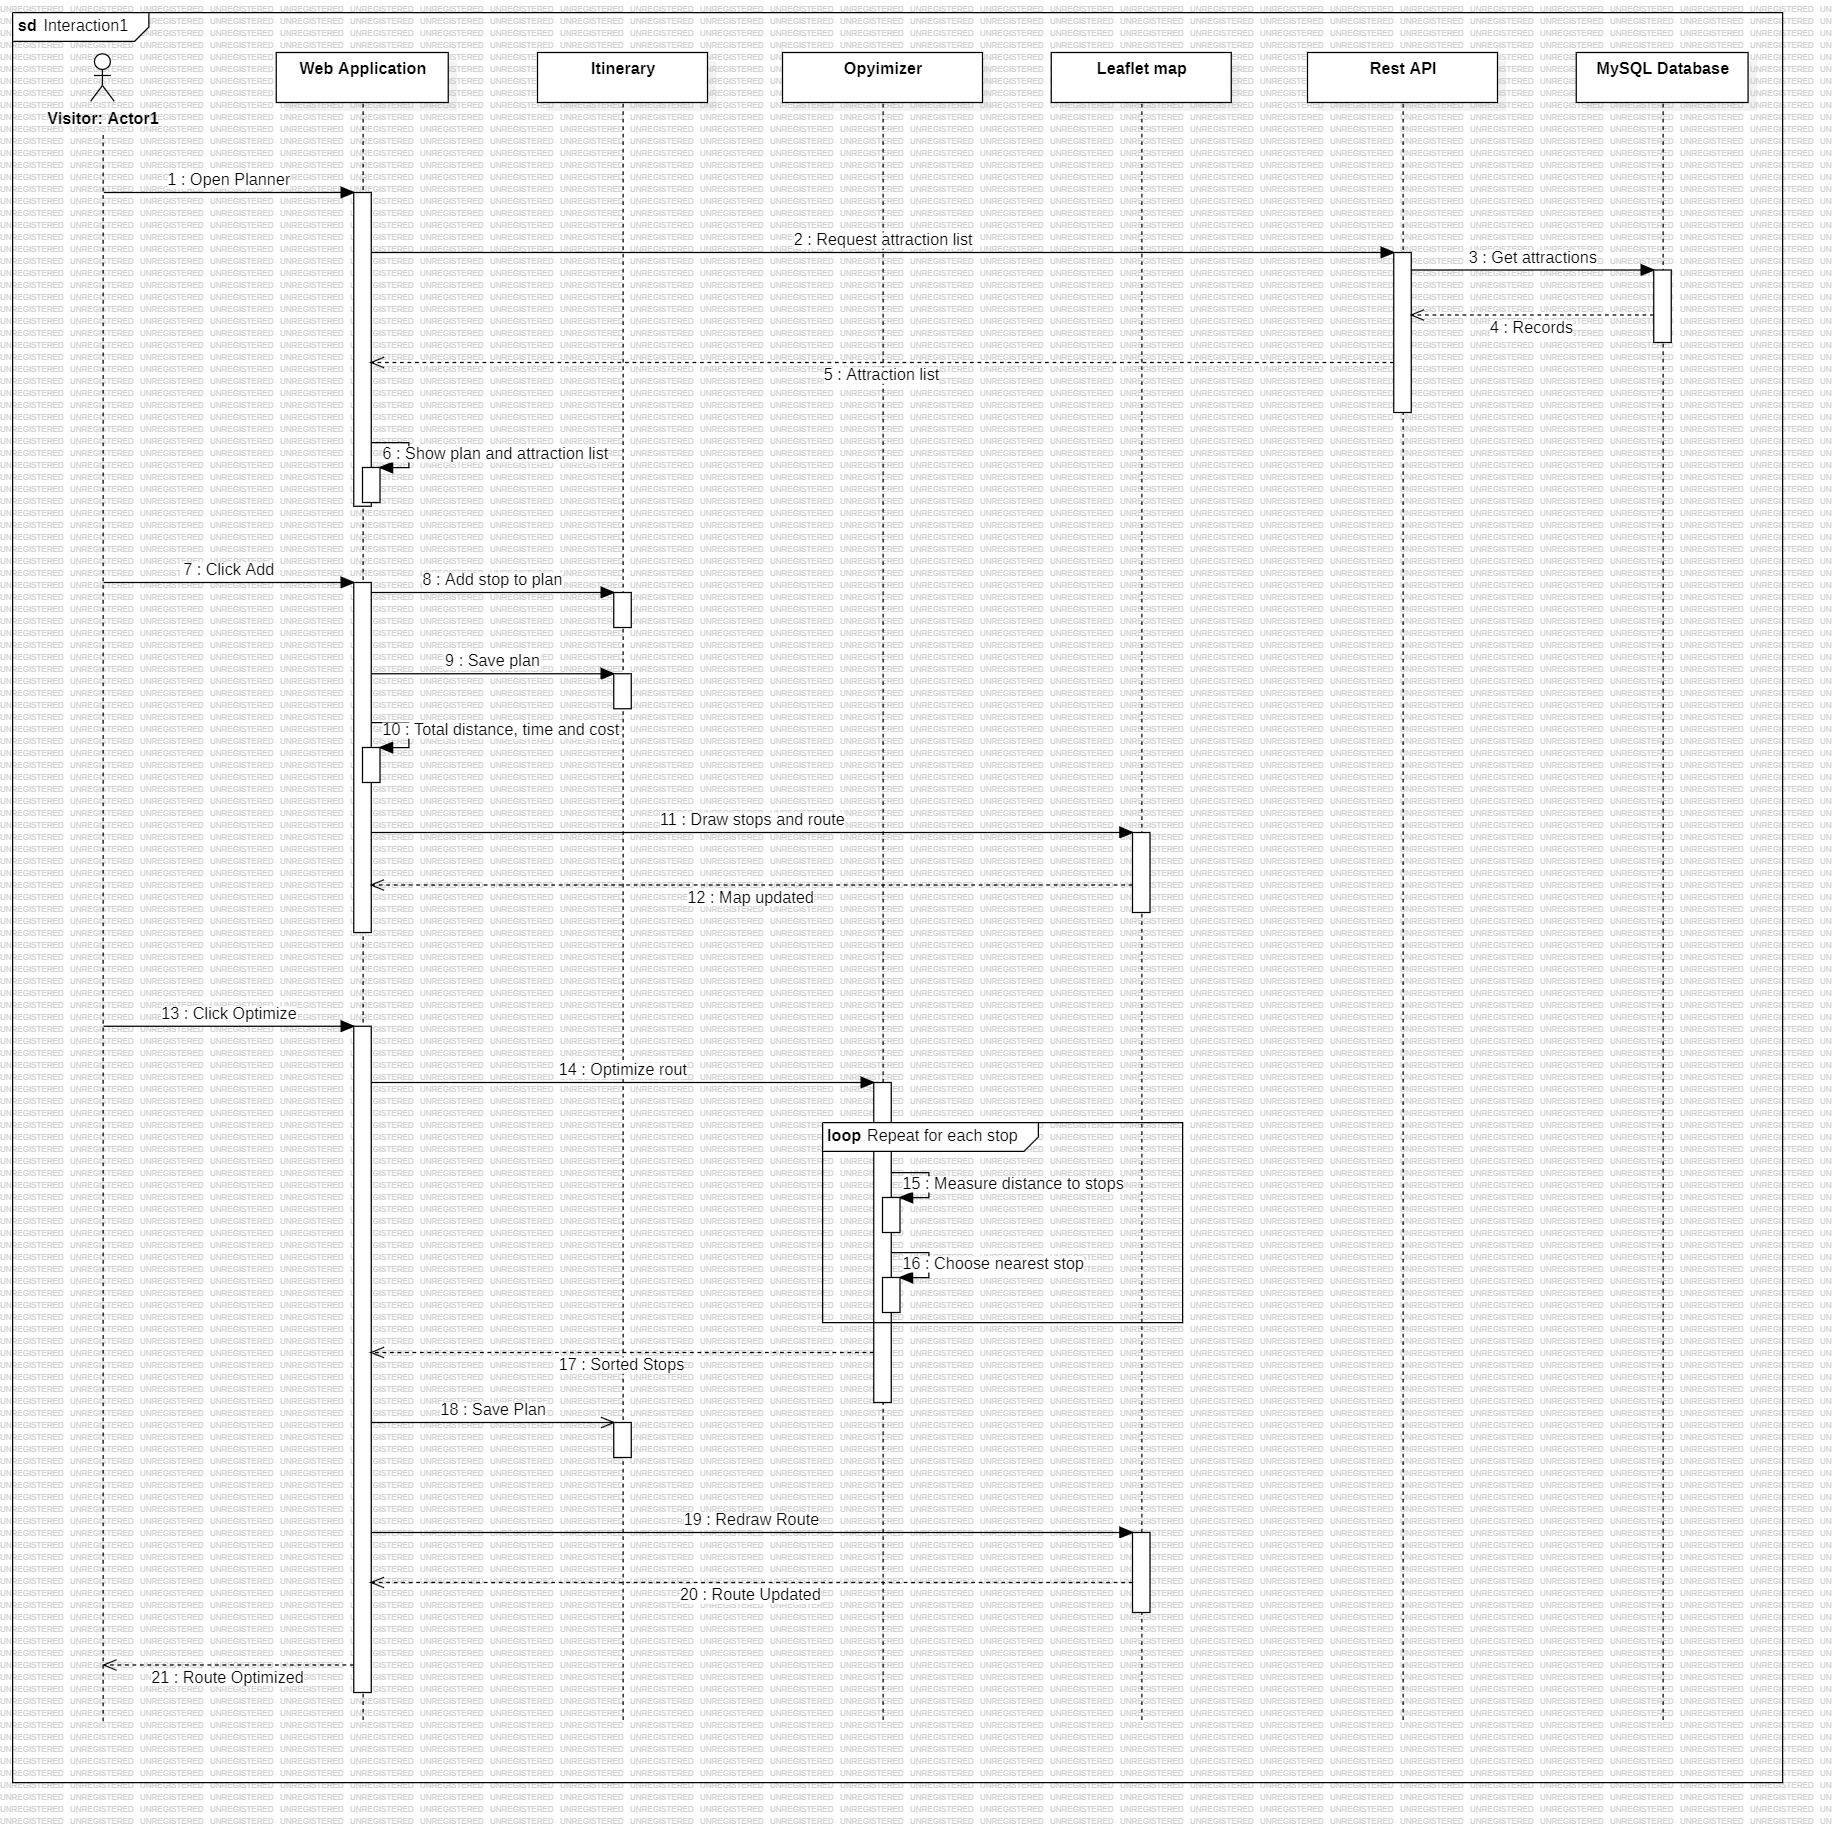 sd Interaction1
Visitor: Actor1
Web Application
Itinerary
Opyimizer
Leaflet map
Rest API
MySQL Database
1 : Open Planner
2 : Request attraction list
3 : Get attractions
4 : Records
5 : Attraction list
6 : Show plan and attraction list
7 : Click Add
8 : Add stop to plan
9 : Save plan
10 : Total distance, time and cost
11 : Draw stops and route
12 : Map updated
13 : Click Optimize
14 : Optimize rout
loop Repeat for each stop
15 : Measure distance to stops
16 : Choose nearest stop
17 : Sorted Stops
18 : Save Plan
19 : Redraw Route
20 : Route Updated
21 : Route Optimized
UNREGISTERED